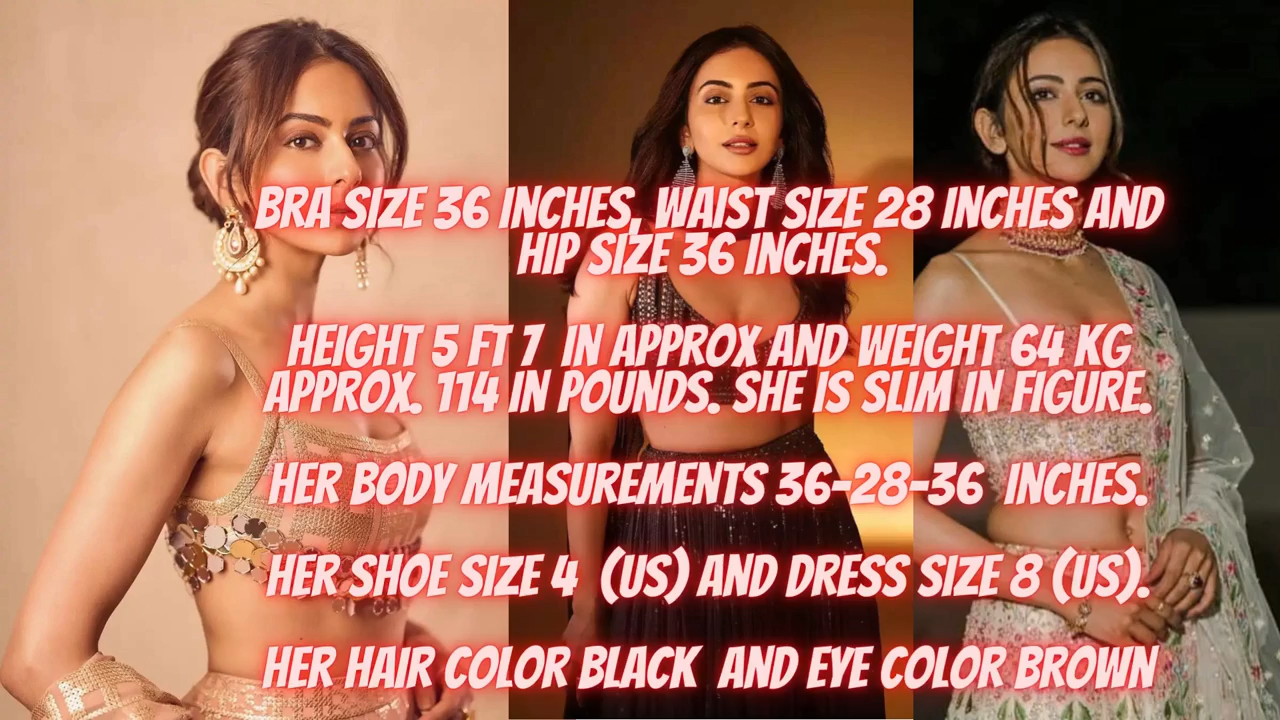 BRA SIZE 36 INCHES, WAIST SIZE 28 INCHES AND
HIP SIZE 36 INCHES.
HEIGHT 5 FT 7 IN APPROX AND WEIGHT 64 KG
APPROX. 114 IN POUNDS. SHE IS SLIM IN FIGURE.
HER BODY MEASUREMENTS 36-28-36 INCHES.
HER SHOE SIZE 4 (US) AND DRESS SIZE 8 (US).
HER HAIR COLOR BLACK AND EYE COLOR BROWN